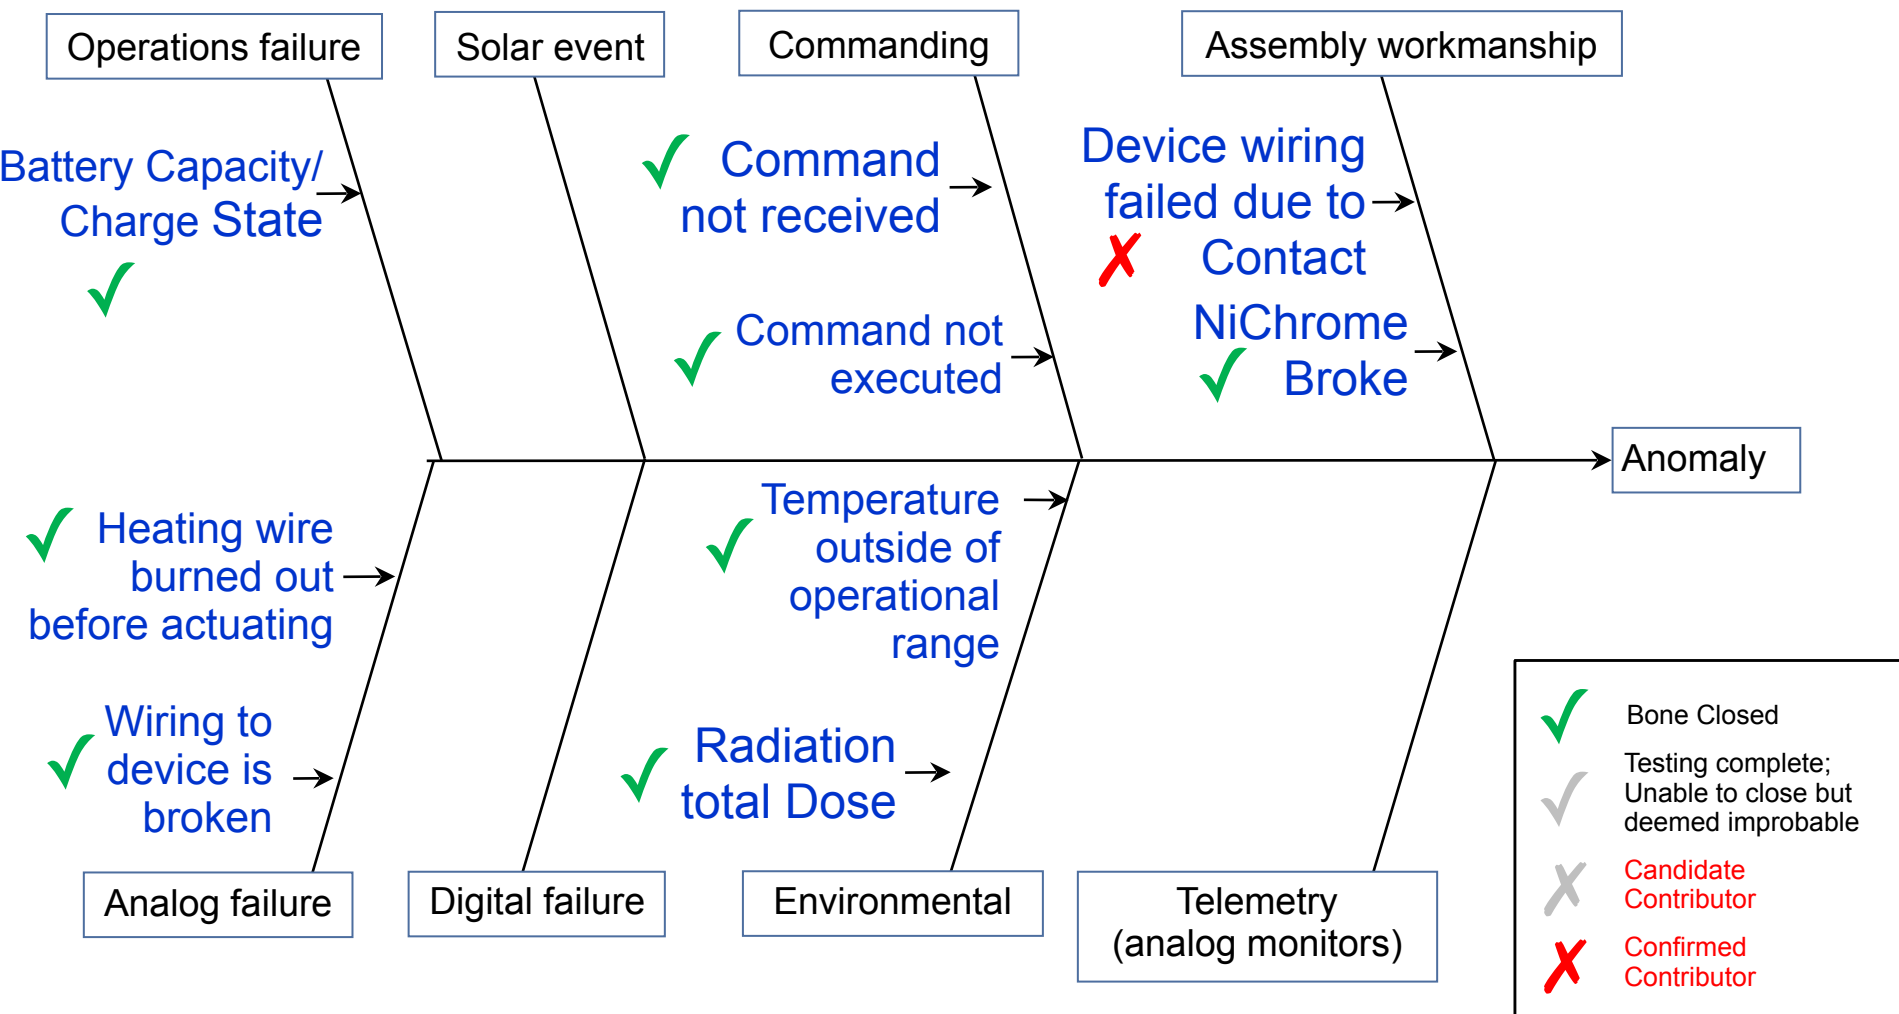 Operations failure
Solar event
Commanding
Assembly workmanship
Battery Capacity/
Charge State
Command
not received
Command not
executed
Device wiring
failed due to
Contact
NiChrome
Broke
Anomaly
Heating wire
burned out
before actuating
Wiring to
device is
broken
Temperature
outside of
operational
range
Radiation
total Dose
Analog failure
Digital failure
Environmental
Telemetry
(analog monitors)
Bone Closed
Testing complete;
Unable to close but
deemed improbable
Candidate
Contributor
Confirmed
Contributor